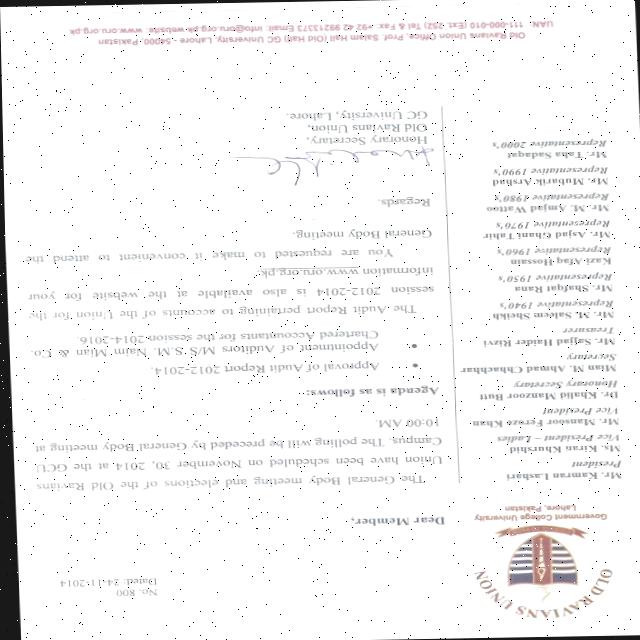 OLD RAVIANS UNION
Government College University
Lahore, Pakistan
No. 800
Dated: 24-11-2014
Mr. Kamran Lashari
President
Ms. Kiran Khurshid
Vice President – Ladies
Mr. Mansoor Feroze Khan
Vice President
Dr. Khalid Manzoor Butt
Honorary Secretary
Mian M. Ahmad Chhachhar
Secretary
Mr. Sajjad Haider Rizvi
Treasurer
Mr. M. Saleem Sheikh
Representative 1940's
Mr. Shafqat Rana
Representative 1950's
Kazi Afaq Hossain
Representative 1960's
Mr. Asjad Ghani Tahir
Representative 1970's
Mr. M. Amjad Wattoo
Representative 1980's
Mr. Mubarik Arshad
Representative 1990's
Mr. Taha Sadaqat
Representative 2000's
Dear Member,
The General Body meeting and elections of the Old Ravians
Union have been scheduled on November 30, 2014 at the GCU
Campus. The polling will be preceded by General Body meeting at
10:00 AM.
Agenda is as follows:
• Approval of Audit Report 2012-2014.
• Appointment of Auditors M/S S.M. Naim Mian & Co.
Chartered Accountants for the session 2014-2016.
The Audit Report pertaining to accounts of the Union for the
session 2012-2014 is also available at the website for your
information www.oru.org.pk.
You are requested to make it convenient to attend the
General Body meeting.
Regards.
Honorary Secretary,
Old Ravians Union,
GC University, Lahore.
Old Ravians Union Office, Prof. Salam Hall (Old Hall) GC University, Lahore - 54000, Pakistan
UAN: 111-000-010 (Ext. 252) Tel & Fax: +92 42 99213373 Email: info@oru.org.pk website: www.oru.org.pk